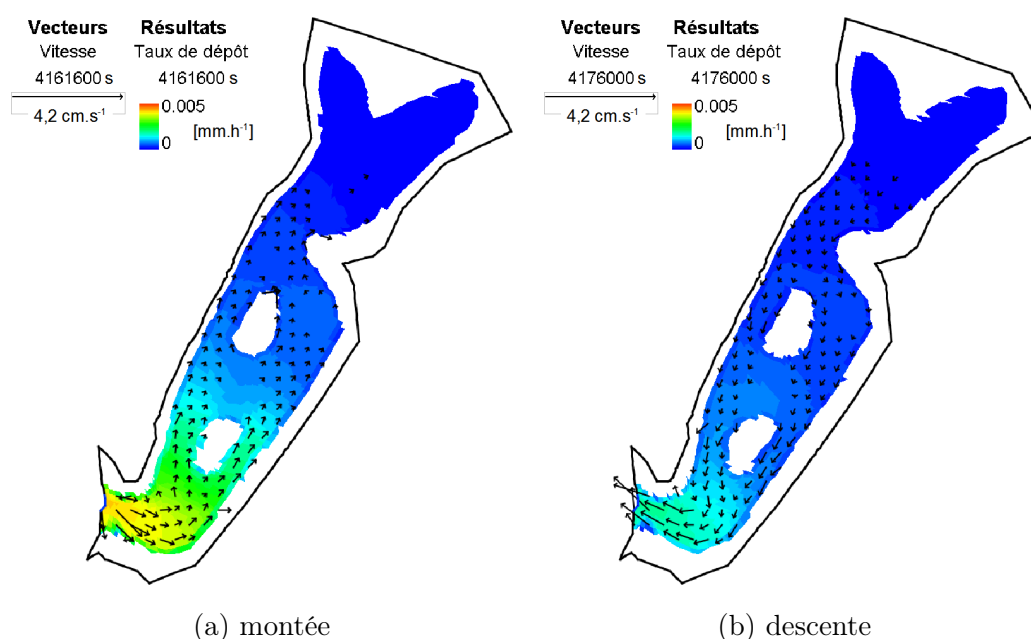 Vecteurs Résultats
Vitesse Taux de dépôt
4161600 s 4161600 s
4,2 cm.s⁻¹
0.005
[mm.h⁻¹]
0
(a) montée
Vecteurs Résultats
Vitesse Taux de dépôt
4176000 s 4176000 s
4,2 cm.s⁻¹
0.005
[mm.h⁻¹]
0
(b) descente